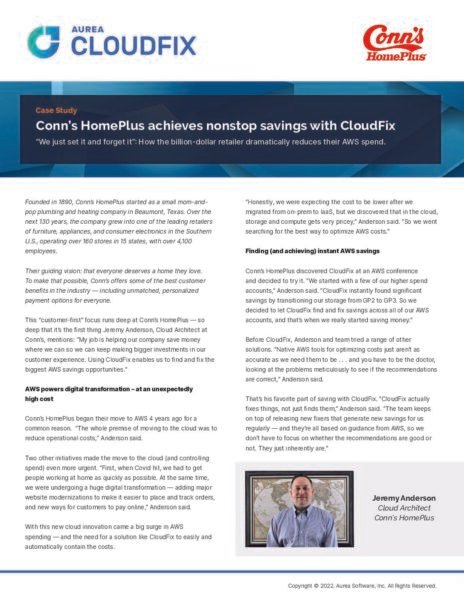 AUREA
CLOUDFIX
Conn's
HomePlus
Case Study
Conn's HomePlus achieves nonstop savings with CloudFix
"We just set it and forget it": How the billion-dollar retailer dramatically reduces their AWS spend.
Founded in 1890, Conn's HomePlus started as a small mom-and-
pop plumbing and heating company in Beaumont, Texas. Over the
next 130 years, the company grew into one of the leading retailers
of furniture, appliances, and consumer electronics in the Southern
U.S., operating over 160 stores in 15 states, with over 4,100
employees.
Their guiding vision: that everyone deserves a home they love.
To make that possible, Conn's offers some of the best customer
benefits in the industry — including unmatched, personalized
payment options for everyone.
This "customer-first" focus runs deep at Conn's HomePlus — so
deep that it's the first thing Jeremy Anderson, Cloud Architect at
Conn's, mentions: "My job is helping our company save money
where we can so we can keep making bigger investments in our
customer experience. Using CloudFix enables us to find and fix the
biggest AWS savings opportunities."
AWS powers digital transformation – at an unexpectedly
high cost
Conn's HomePlus began their move to AWS 4 years ago for a
common reason. "The whole premise of moving to the cloud was to
reduce operational costs," Anderson said.
Two other initiatives made the move to the cloud (and controlling
spend) even more urgent. "First, when Covid hit, we had to get
people working at home as quickly as possible. At the same time,
we were undergoing a huge digital transformation — adding major
website modernizations to make it easier to place and track orders,
and new ways for customers to pay online," Anderson said.
With this new cloud innovation came a big surge in AWS
spending — and the need for a solution like CloudFix to easily and
automatically contain the costs.
"Honestly, we were expecting the cost to be lower after we
migrated from on-prem to IaaS, but we discovered that in the cloud,
storage and compute gets very pricey," Anderson said. "So we went
searching for the best way to optimize AWS costs."
Finding (and achieving) instant AWS savings
Conn's HomePlus discovered CloudFix at an AWS conference
and decided to try it. "We started with a few of our higher spend
accounts," Anderson said. "CloudFix instantly found significant
savings by transitioning our storage from GP2 to GP3. So we
decided to let CloudFix find and fix savings across all of our AWS
accounts, and that's when we really started saving money."
Before CloudFix, Anderson and team tried a range of other
solutions. "Native AWS tools for optimizing costs just aren't as
accurate as we need them to be . . . and you have to be the doctor,
looking at the problems meticulously to see if the recommendations
are correct," Anderson said.
That's his favorite part of saving with CloudFix. "CloudFix actually
fixes things, not just finds them," Anderson said. "The team keeps
on top of releasing new fixers that generate new savings for us
regularly — and they're all based on guidance from AWS, so we
don't have to focus on whether the recommendations are good or
not. They just inherently are."
Jeremy Anderson
Cloud Architect
Conn's HomePlus
Copyright © 2022. Aurea Software, Inc. All Rights Reserved.